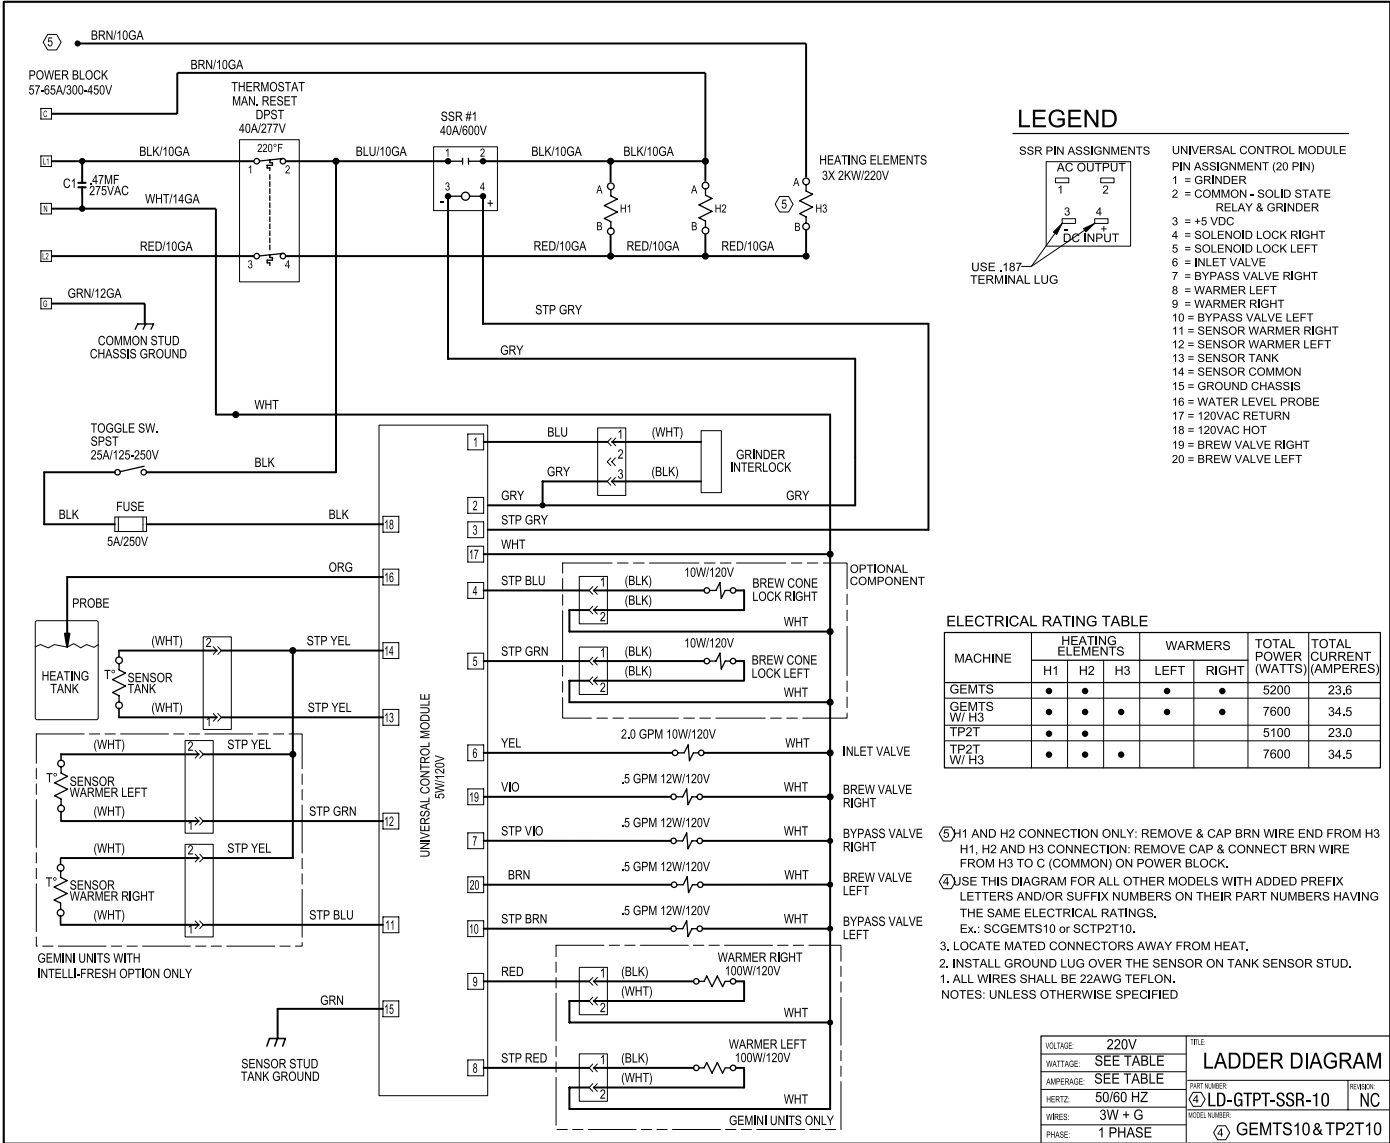 5
BRN/10GA
BRN/10GA
POWER BLOCK
57-65A/300-450V
C
THERMOSTAT
MAN. RESET
DPST
40A/277V
220°F
1
2
3
4
SSR #1
40A/600V
1
2
3
4
-
+
L1
BLK/10GA
BLU/10GA
BLK/10GA
BLK/10GA
C1
.47MF
275VAC
N
WHT/14GA
L2
RED/10GA
RED/10GA
RED/10GA
RED/10GA
A
H1
B
A
H2
B
A
5
H3
B
HEATING ELEMENTS
3X 2KW/220V
G
GRN/12GA
COMMON STUD
CHASSIS GROUND
STP GRY
GRY
WHT
TOGGLE SW.
SPST
25A/125-250V
BLK
BLK
FUSE
5A/250V
BLK
18
ORG
16
PROBE
HEATING
TANK
(WHT)
2
STP YEL
14
T°
SENSOR
TANK
(WHT)
1
STP YEL
13
(WHT)
2
STP YEL
T°
SENSOR
WARMER LEFT
(WHT)
1
STP GRN
12
(WHT)
2
STP YEL
T°
SENSOR
WARMER RIGHT
(WHT)
1
STP BLU
11
GEMINI UNITS WITH
INTELLI-FRESH OPTION ONLY
GRN
15
SENSOR STUD
TANK GROUND
UNIVERSAL CONTROL MODULE
5W/120V
1
BLU
1
(WHT)
2
GRY
3
(BLK)
GRINDER
INTERLOCK
2
GRY
GRY
3
STP GRY
17
WHT
OPTIONAL
COMPONENT
4
STP BLU
1
(BLK)
10W/120V
BREW CONE
LOCK RIGHT
(BLK)
2
WHT
5
STP GRN
1
(BLK)
10W/120V
BREW CONE
LOCK LEFT
(BLK)
2
WHT
6
YEL
2.0 GPM 10W/120V
WHT
INLET VALVE
19
VIO
.5 GPM 12W/120V
WHT
BREW VALVE
RIGHT
7
STP VIO
.5 GPM 12W/120V
WHT
BYPASS VALVE
RIGHT
20
BRN
.5 GPM 12W/120V
WHT
BREW VALVE
LEFT
10
STP BRN
.5 GPM 12W/120V
WHT
BYPASS VALVE
LEFT
9
RED
1
(BLK)
WARMER RIGHT
100W/120V
(WHT)
2
WHT
8
STP RED
1
(BLK)
WARMER LEFT
100W/120V
(WHT)
2
WHT
GEMINI UNITS ONLY
LEGEND
SSR PIN ASSIGNMENTS
AC OUTPUT
1
2
3
4
-
+
DC INPUT
USE .187
TERMINAL LUG
UNIVERSAL CONTROL MODULE
PIN ASSIGNMENT (20 PIN)
1 = GRINDER
2 = COMMON - SOLID STATE
RELAY & GRINDER
3 = +5 VDC
4 = SOLENOID LOCK RIGHT
5 = SOLENOID LOCK LEFT
6 = INLET VALVE
7 = BYPASS VALVE RIGHT
8 = WARMER LEFT
9 = WARMER RIGHT
10 = BYPASS VALVE LEFT
11 = SENSOR WARMER RIGHT
12 = SENSOR WARMER LEFT
13 = SENSOR TANK
14 = SENSOR COMMON
15 = GROUND CHASSIS
16 = WATER LEVEL PROBE
17 = 120VAC RETURN
18 = 120VAC HOT
19 = BREW VALVE RIGHT
20 = BREW VALVE LEFT
ELECTRICAL RATING TABLE
MACHINE
HEATING
ELEMENTS
WARMERS
TOTAL
POWER
(WATTS)
TOTAL
CURRENT
(AMPERES)
H1 H2 H3 LEFT RIGHT
GEMTS • • • • 5200 23.6
GEMTS
W/ H3 • • • • • 7600 34.5
TP2T • • 5100 23.0
TP2T
W/ H3 • • • 7600 34.5
5 H1 AND H2 CONNECTION ONLY: REMOVE & CAP BRN WIRE END FROM H3
H1, H2 AND H3 CONNECTION: REMOVE CAP & CONNECT BRN WIRE
FROM H3 TO C (COMMON) ON POWER BLOCK.
4 USE THIS DIAGRAM FOR ALL OTHER MODELS WITH ADDED PREFIX
LETTERS AND/OR SUFFIX NUMBERS ON THEIR PART NUMBERS HAVING
THE SAME ELECTRICAL RATINGS.
Ex.: SCGEMTS10 or SCTP2T10.
3. LOCATE MATED CONNECTORS AWAY FROM HEAT.
2. INSTALL GROUND LUG OVER THE SENSOR ON TANK SENSOR STUD.
1. ALL WIRES SHALL BE 22AWG TEFLON.
NOTES: UNLESS OTHERWISE SPECIFIED
VOLTAGE: 220V
WATTAGE: SEE TABLE
AMPERAGE: SEE TABLE
HERTZ: 50/60 HZ
WIRES: 3W + G
PHASE: 1 PHASE
TITLE:
LADDER DIAGRAM
PART NUMBER:
4 LD-GTPT-SSR-10
REVISION:
NC
MODEL NUMBER:
4 GEMTS10 & TP2T10